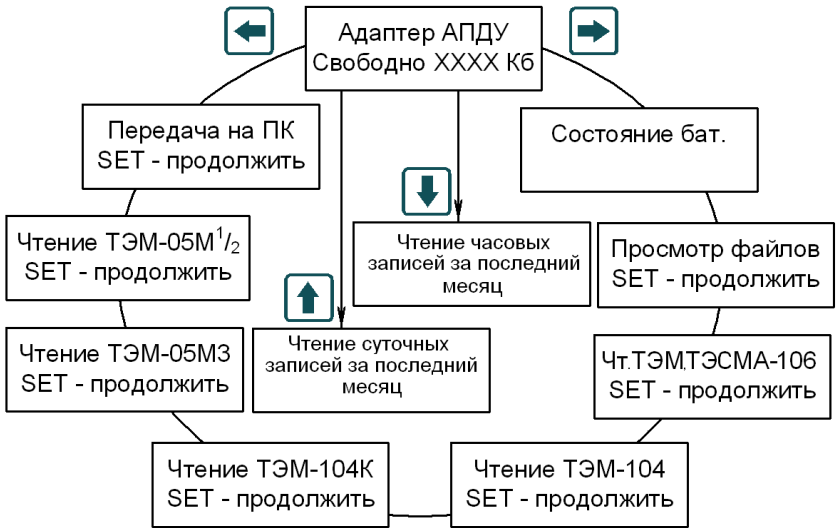 Адаптер АПДУ
Свободно XXXX Кб
Передача на ПК
SET - продолжить
Состояние бат.
Чтение ТЭМ-05М1/2
SET - продолжить
Чтение часовых
записей за последний
месяц
Просмотр файлов
SET - продолжить
Чтение ТЭМ-05М3
SET - продолжить
Чтение суточных
записей за последний
месяц
Чт.ТЭМ,ТЭСМА-106
SET - продолжить
Чтение ТЭМ-104К
SET - продолжить
Чтение ТЭМ-104
SET - продолжить